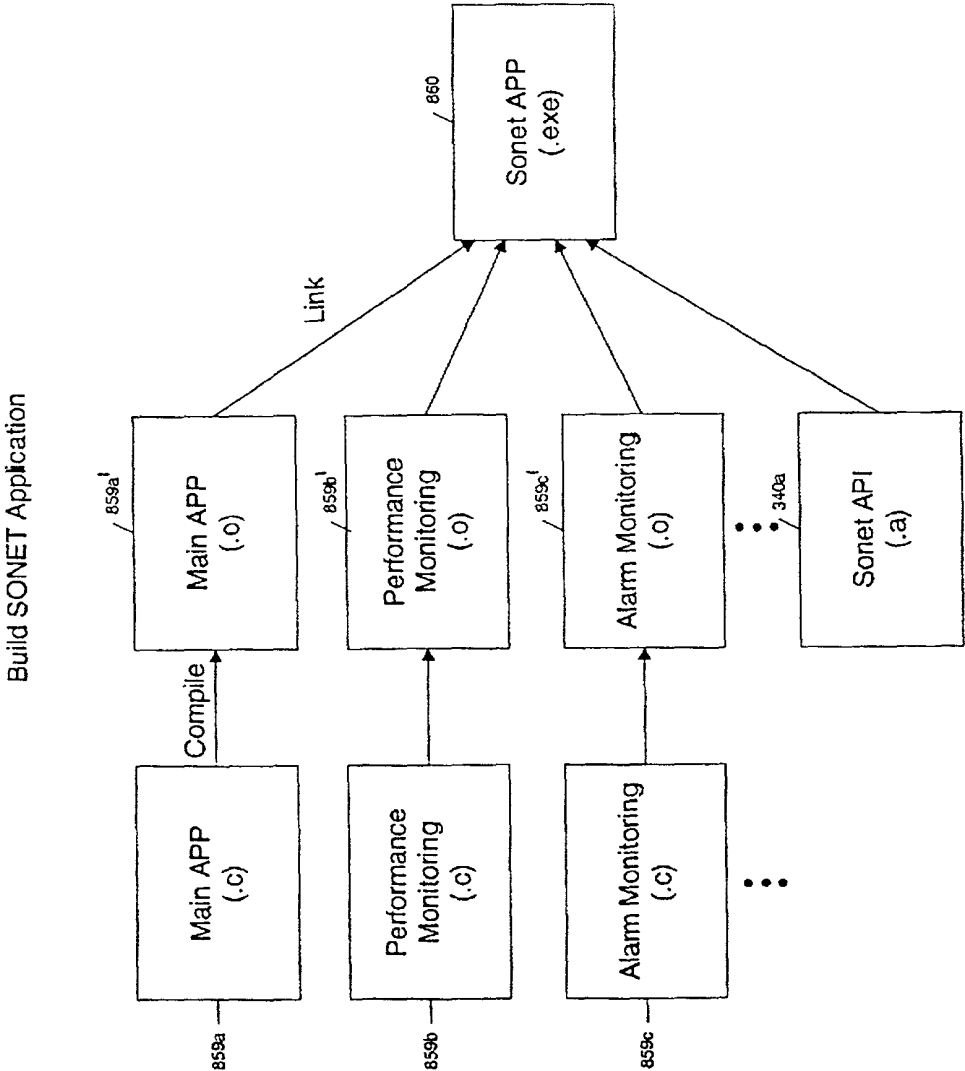 Build SONET Application
859a
Main APP
(.c)
Compile
859a'
Main APP
(.o)
Link
859b
Performance
Monitoring
(.c)
859b'
Performance
Monitoring
(.o)
860
Sonet APP
(.exe)
859c
Alarm Monitoring
(.c)
859c'
Alarm Monitoring
(.o)
340a
Sonet API
(.a)